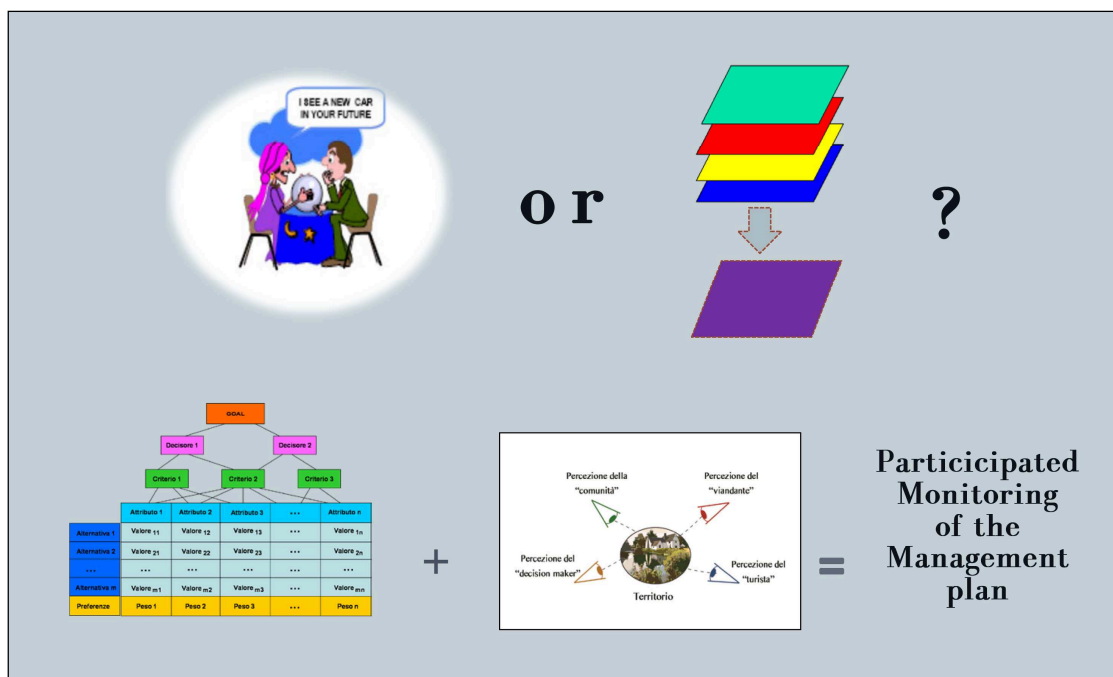 I SEE A NEW CAR
IN YOUR FUTURE
or
?
GOAL
Decisore 1
Decisore 2
Criterio 1
Criterio 2
Criterio 3
Attributo 1
Attributo 2
Attributo 3
...
Attributo n
Alternativa 1
Valore 11
Valore 12
Valore 13
...
Valore 1n
Alternativa 2
Valore 21
Valore 22
Valore 23
...
Valore 2n
...
...
...
...
...
...
Alternativa m
Valore m1
Valore m2
Valore m3
...
Valore mn
Preferenze
Peso 1
Peso 2
Peso 3
...
Peso n
+
Percezione della
"comunità"
Percezione del
"viandante"
Percezione del
"decision maker"
Percezione del
"turista"
Territorio
=
Particicipated
Monitoring
of the
Management
plan